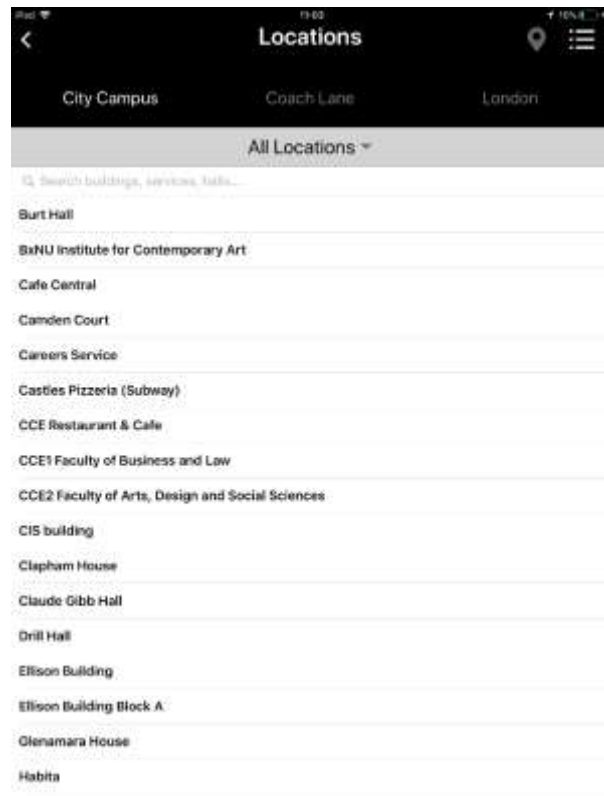 iPad
11:03
10%
Locations
City Campus
Coach Lane
London
All Locations
Search buildings, services, halls...
Burt Hall
BxNU Institute for Contemporary Art
Cafe Central
Camden Court
Careers Service
Castles Pizzeria (Subway)
CCE Restaurant & Cafe
CCE1 Faculty of Business and Law
CCE2 Faculty of Arts, Design and Social Sciences
CIS building
Clapham House
Claude Gibb Hall
Drill Hall
Ellison Building
Ellison Building Block A
Glenamara House
Habita